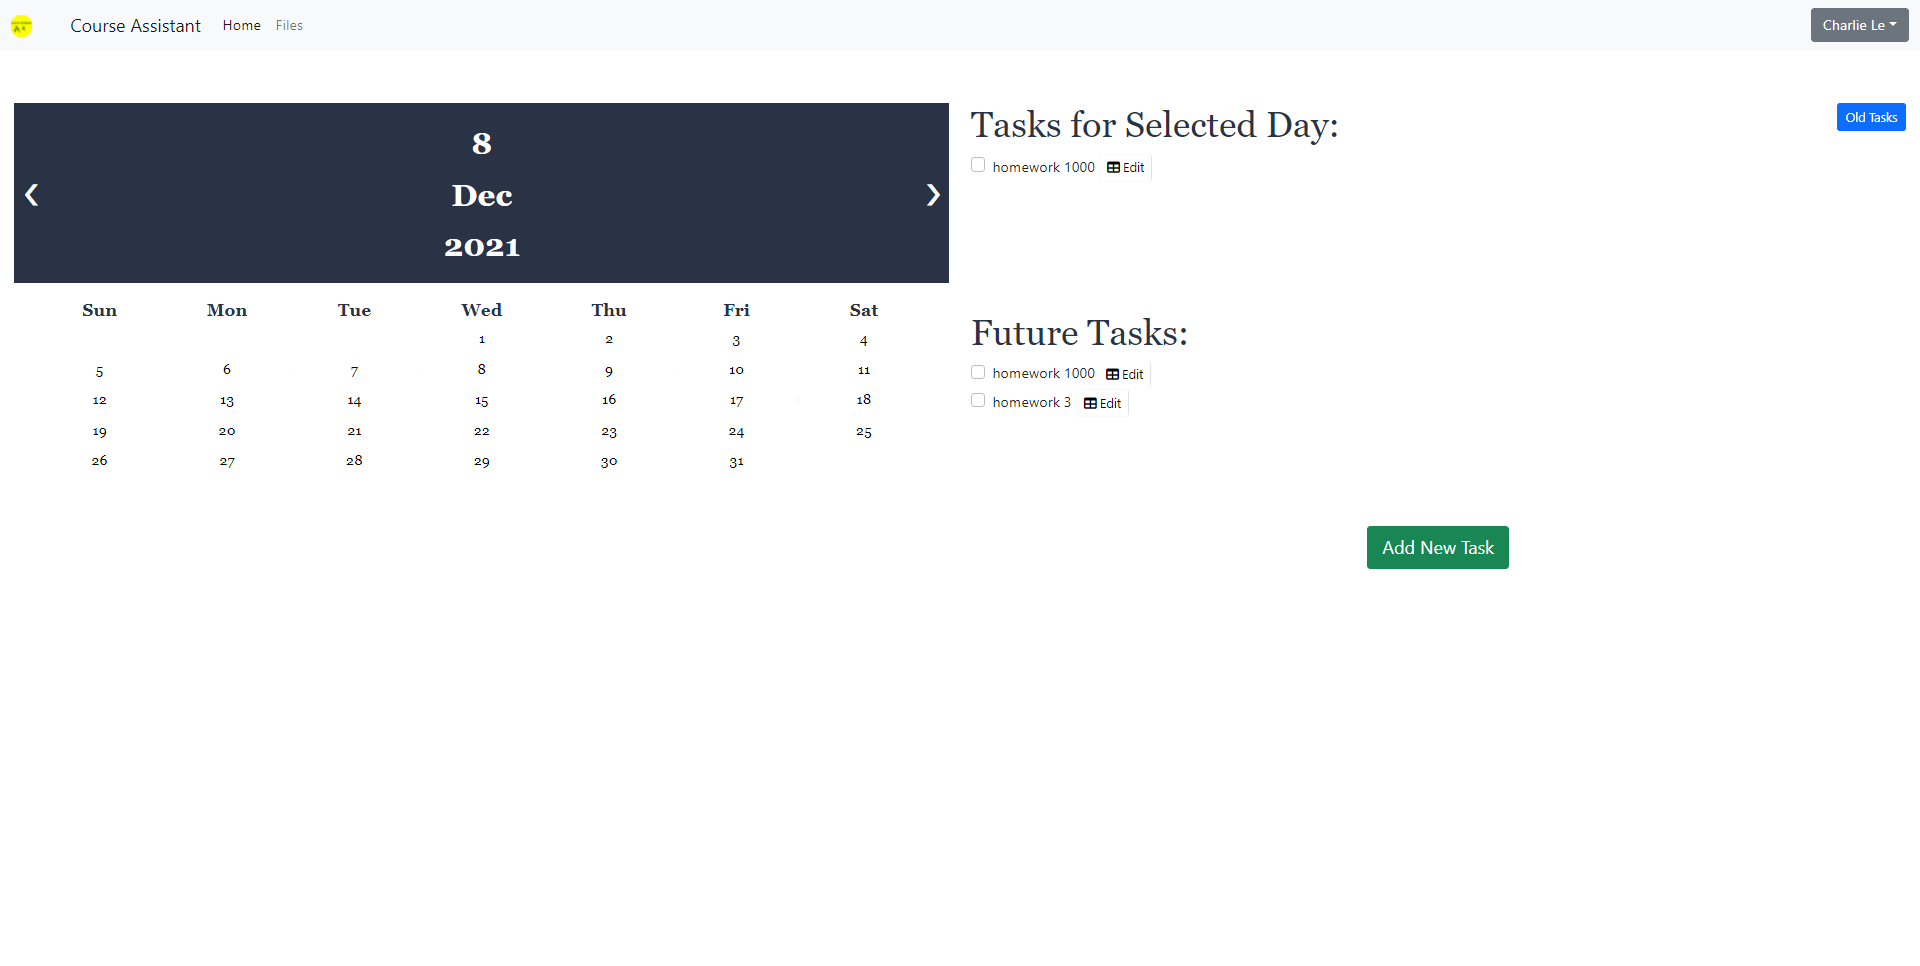 Course Assistant Home Files Charlie Le
8
Dec
2021
Sun Mon Tue Wed Thu Fri Sat
1 2 3 4
5 6 7 8 9 10 11
12 13 14 15 16 17 18
19 20 21 22 23 24 25
26 27 28 29 30 31
Tasks for Selected Day:
Old Tasks
homework 1000 Edit
Future Tasks:
homework 1000 Edit
homework 3 Edit
Add New Task